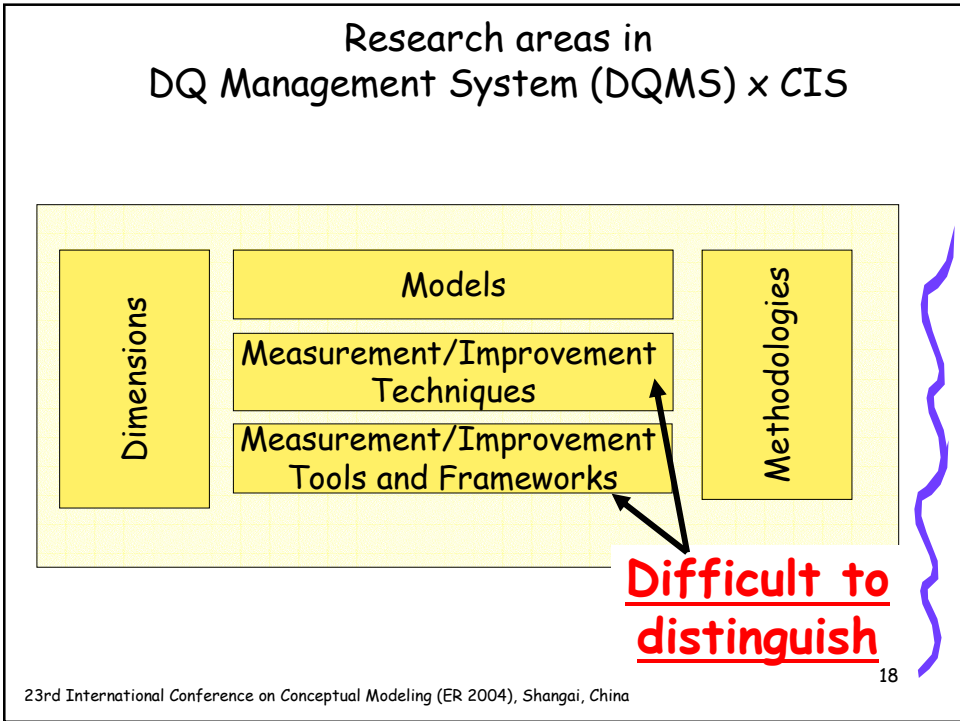 Research areas in
DQ Management System (DQMS) x CIS
Dimensions
Models
Measurement/Improvement
Techniques
Measurement/Improvement
Tools and Frameworks
Methodologies
Difficult to
distinguish
18
23rd International Conference on Conceptual Modeling (ER 2004), Shangai, China